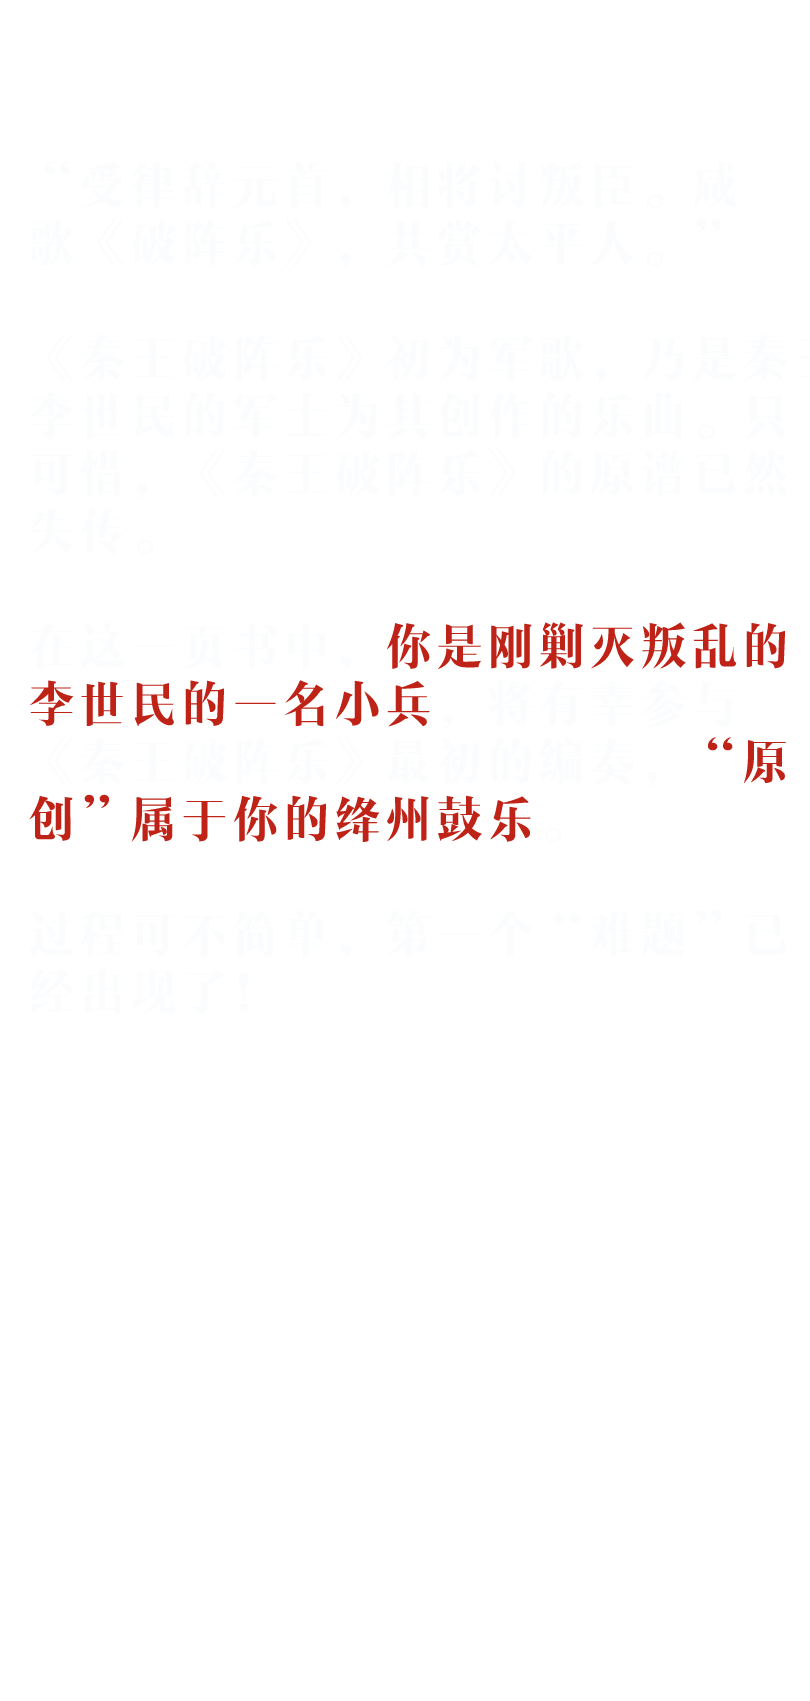 “受律辞元首，相将讨叛臣。咸
歌《破阵乐》，共赏太平人。”
《秦王破阵乐》初为军歌，乃是秦王
李世民的军士为其创作的乐曲。只
可惜，《秦王破阵乐》的原谱已然
失传。
在这一页书中，你是刚剿灭叛乱的
李世民的一名小兵，将有幸参与
《秦王破阵乐》最初的编奏，“原
创”属于你的绛州鼓乐。
过程可不简单，第一个“难题”已
经出现了！